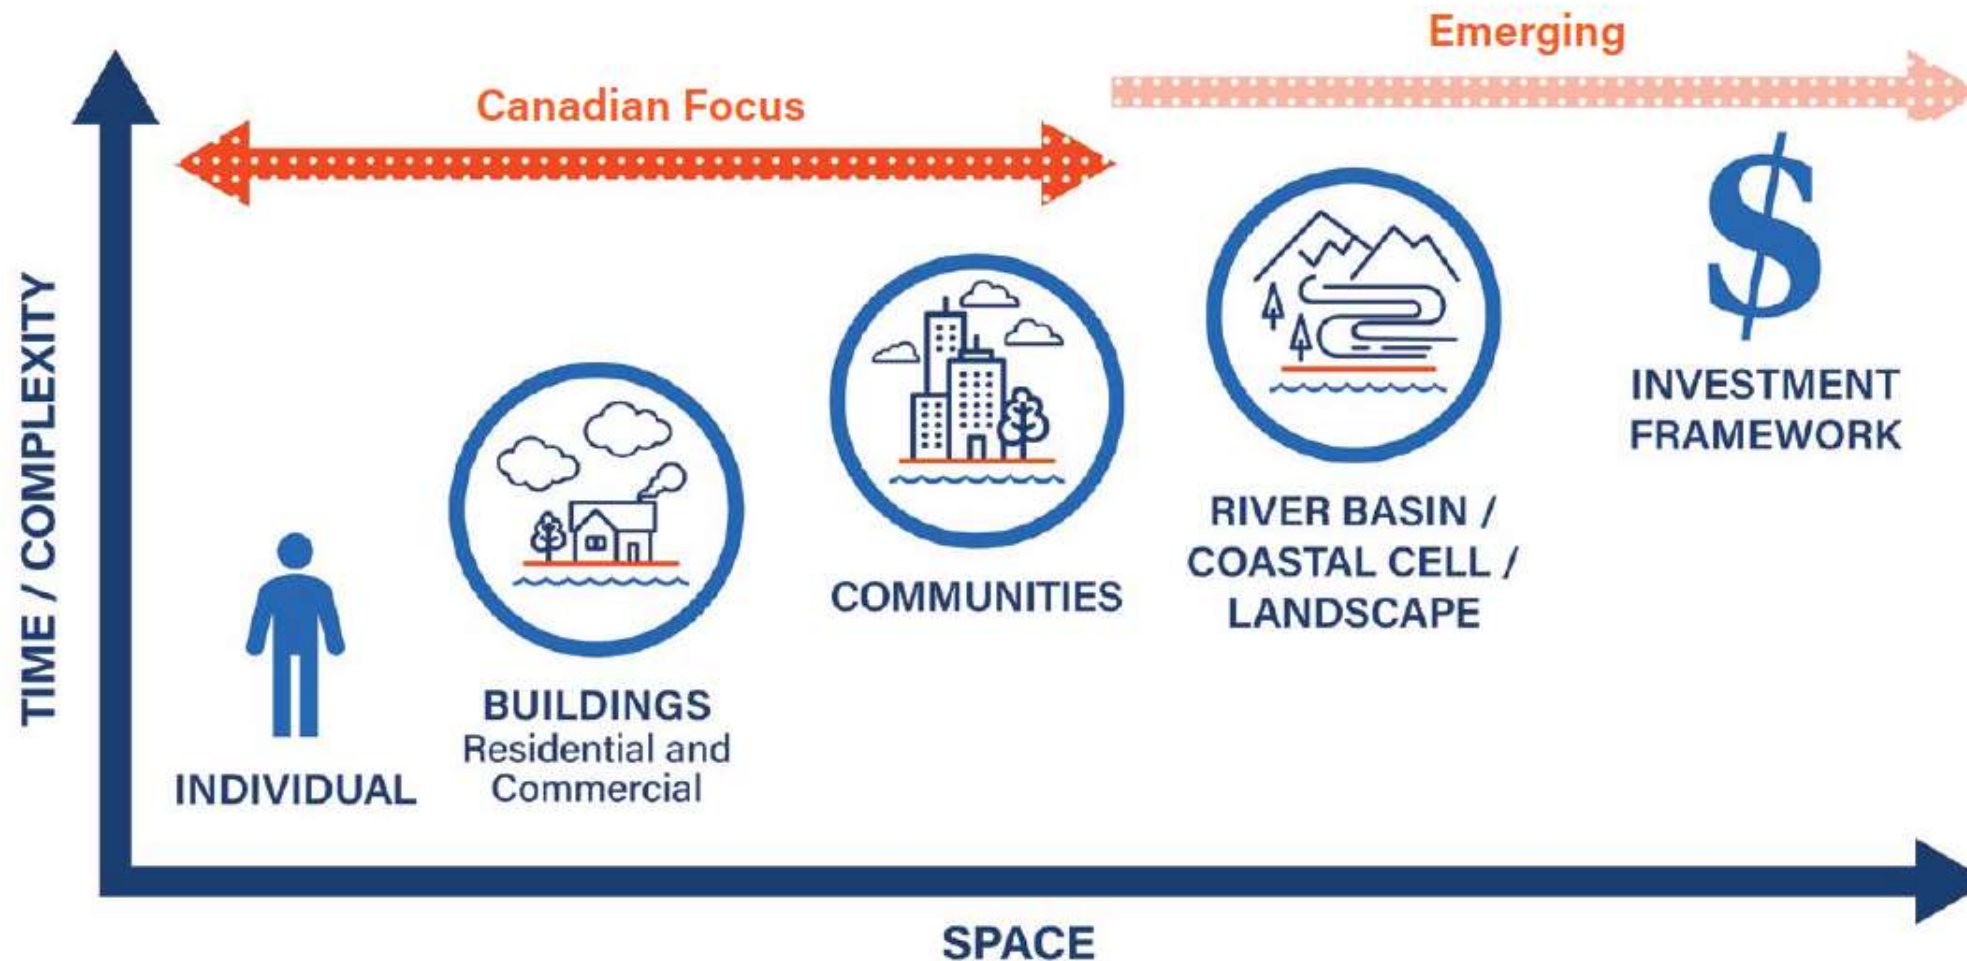 Emerging
Canadian Focus
TIME / COMPLEXITY
INDIVIDUAL
BUILDINGS
Residential and
Commercial
COMMUNITIES
RIVER BASIN /
COASTAL CELL /
LANDSCAPE
$
INVESTMENT
FRAMEWORK
SPACE